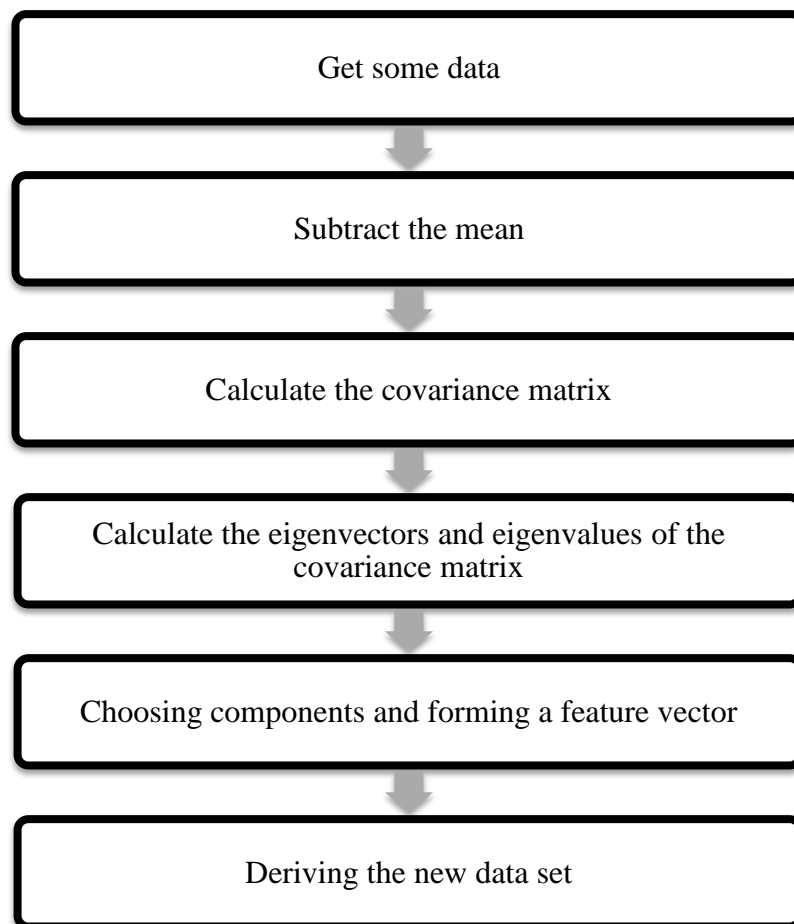 Get some data
Subtract the mean
Calculate the covariance matrix
Calculate the eigenvectors and eigenvalues of the
covariance matrix
Choosing components and forming a feature vector
Deriving the new data set